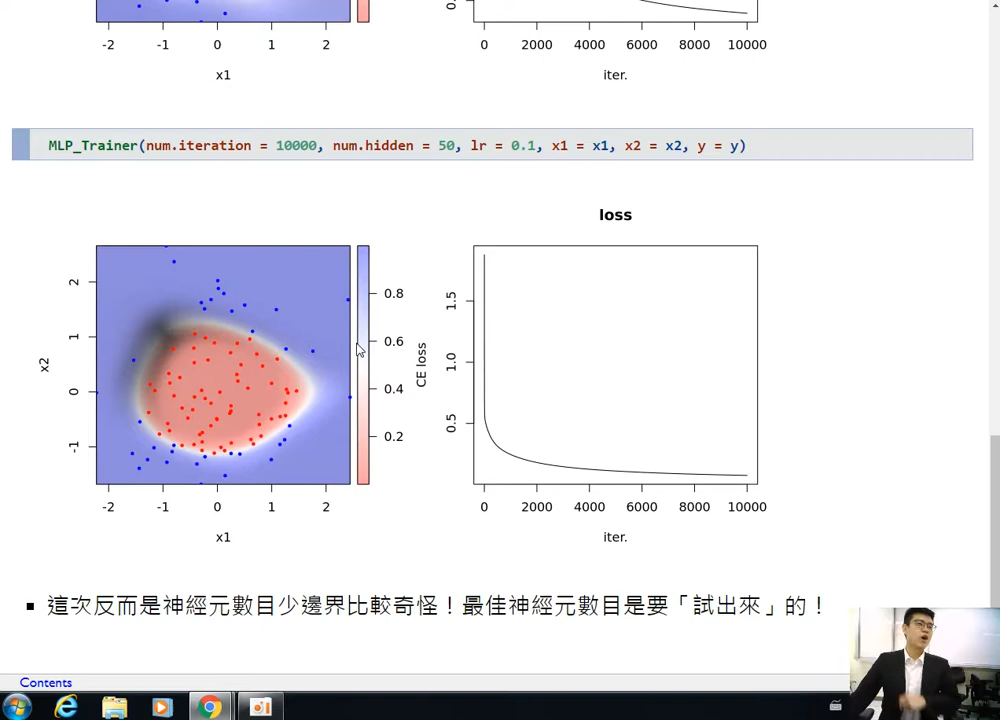 -2 -1 0 1 2
x1
0 2000 4000 6000 8000 10000
iter.
MLP_Trainer(num.iteration = 10000, num.hidden = 50, lr = 0.1, x1 = x1, x2 = x2, y = y)
loss
x2
2
1
0
-1
-2 -1 0 1 2
x1
0.8
0.6
0.4
0.2
CE loss
1.5
1.0
0.5
0 2000 4000 6000 8000 10000
iter.
這次反而是神經元數目少邊界比較奇怪！最佳神經元數目是要「試出來」的！
Contents